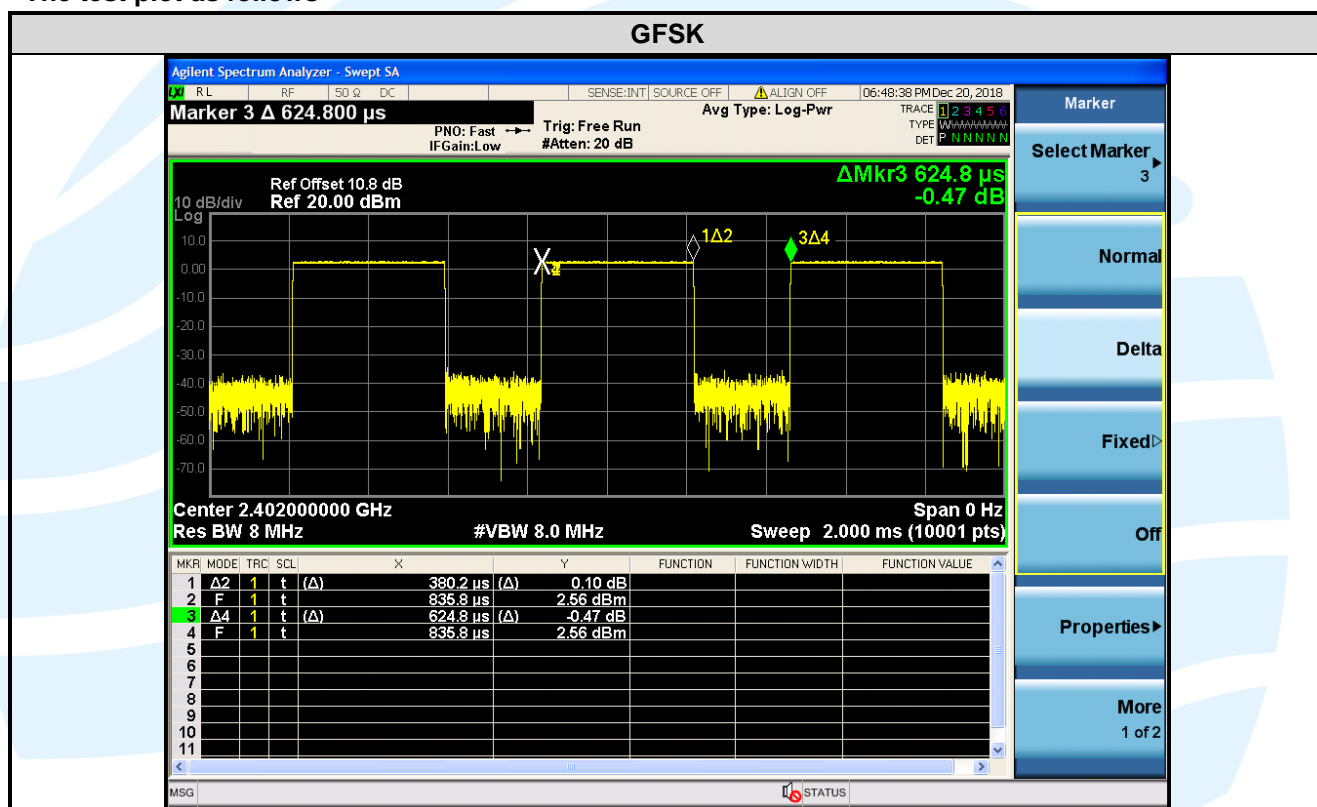 The test plot as follows
GFSK
Agilent Spectrum Analyzer - Swept SA
LXI RL RF 50 Ω DC SENSE:INT SOURCE OFF ALIGN OFF 06:48:38 PM Dec 20, 2018
Marker 3 Δ 624.800 µs
PNO: Fast
IFGain:Low
Trig: Free Run
#Atten: 20 dB
Avg Type: Log-Pwr
TRACE 1 2 3 4 5 6
TYPE WWWWWW
DET P N N N N N
ΔMkr3 624.8 µs
-0.47 dB
Ref Offset 10.8 dB
10 dB/div Ref 20.00 dBm
Log
10.0
0.00
-10.0
-20.0
-30.0
-40.0
-50.0
-60.0
-70.0
1Δ2
3Δ4
Center 2.402000000 GHz
Span 0 Hz
Res BW 8 MHz
#VBW 8.0 MHz
Sweep 2.000 ms (10001 pts)
MKR MODE TRC SCL X Y FUNCTION FUNCTION WIDTH FUNCTION VALUE
1 Δ2 1 t (Δ) 380.2 µs (Δ) 0.10 dB
2 F 1 t 835.8 µs 2.56 dBm
3 Δ4 1 t (Δ) 624.8 µs (Δ) -0.47 dB
4 F 1 t 835.8 µs 2.56 dBm
5
6
7
8
9
10
11
MSG
STATUS
Marker
Select Marker
3
Normal
Delta
Fixed
Off
Properties
More
1 of 2